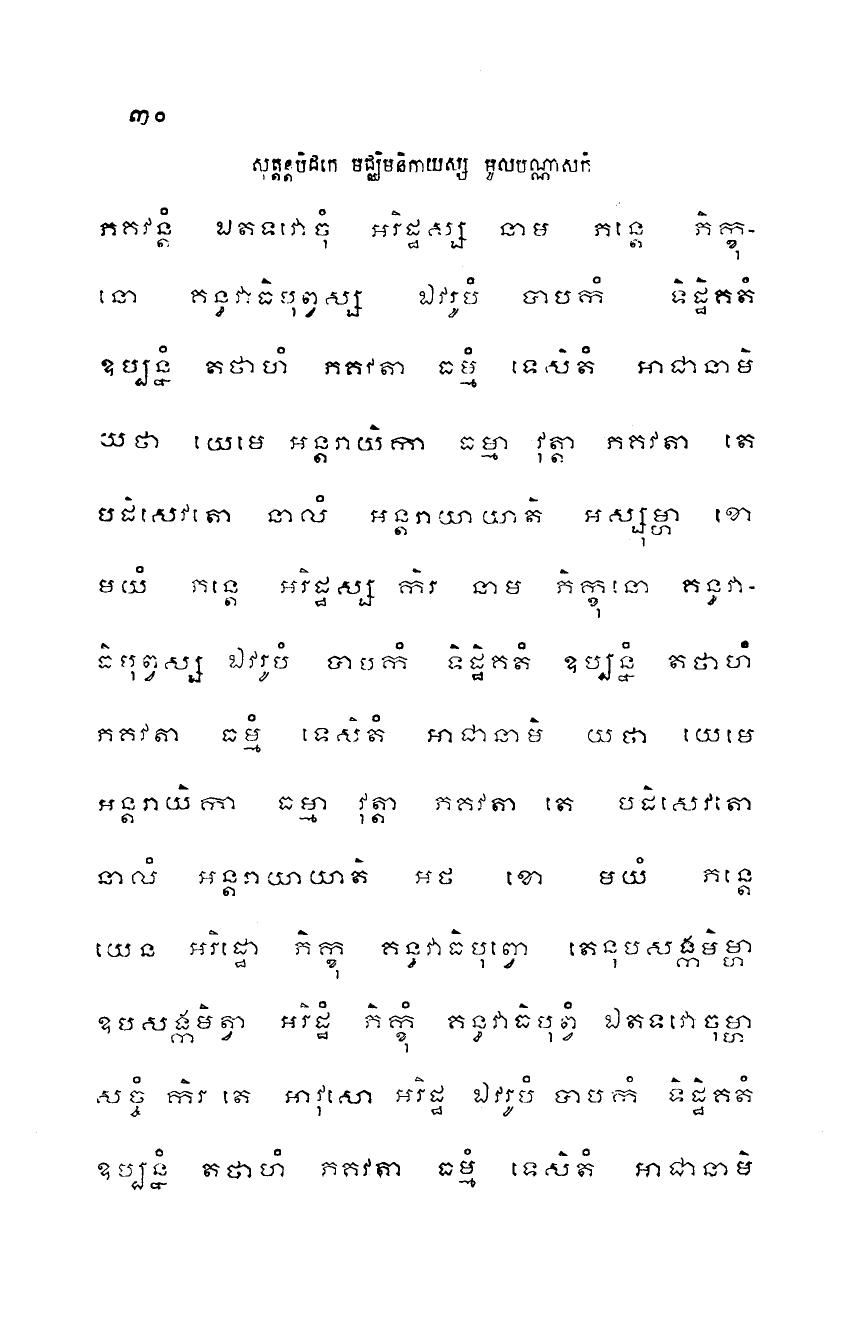 ៣០
សុត្តន្តបិដកេ មជ្ឈិមនិកាយស្ស មូលបណ្ណាសកំ
ភគវន្តំ ឯតទវោចុំ អរិដ្ឋស្ស នាម ភន្តេ ភិក្ខុ-
នោ គន្ធវាធិបុព្វស្ស ឯវរូបំ បាបកំ ទិដ្ឋិគតំ
ឧប្បន្នំ តថាហំ ភគវតា ធម្មំ ទេសិតំ អាជានាមិ
យថា យេមេ អន្តរាយិកា ធម្មា វុត្តា ភគវតា តេ
បដិសេវតោ នាលំ អន្តរាយាយាតិ អស្សុម្ហា ខោ
មយំ ភន្តេ អរិដ្ឋស្ស កិរ នាម ភិក្ខុនោ គន្ធវា-
ធិបុព្វស្ស ឯវរូបំ បាបកំ ទិដ្ឋិគតំ ឧប្បន្នំ តថាហំ
ភគវតា ធម្មំ ទេសិតំ អាជានាមិ យថា យេមេ
អន្តរាយិកា ធម្មា វុត្តា ភគវតា តេ បដិសេវតោ
នាលំ អន្តរាយាយាតិ អថ ខោ មយំ ភន្តេ
យេន អរិដ្ឋោ ភិក្ខុ គន្ធវាធិបុព្វោ តេនុបសង្កមិម្ហា
ឧបសង្កមិត្វា អរិដ្ឋំ ភិក្ខុំ គន្ធវាធិបុព្វំ ឯតទវោចុម្ហា
សច្ចំ កិរ តេ អាវុសោ អរិដ្ឋ ឯវរូបំ បាបកំ ទិដ្ឋិគតំ
ឧប្បន្នំ តថាហំ ភគវតា ធម្មំ ទេសិតំ អាជានាមិ